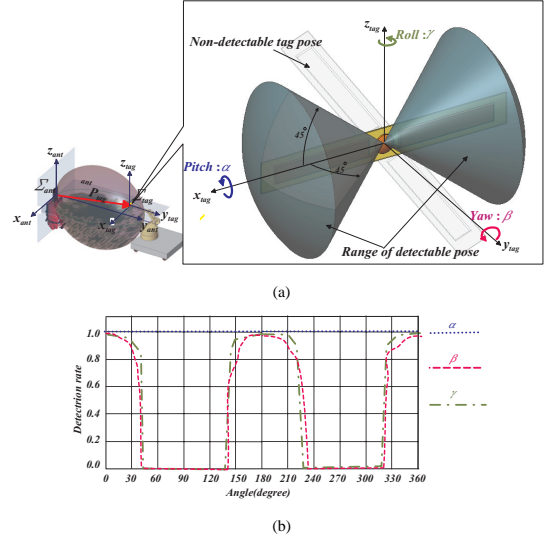 (a)
z_tag
Roll : γ
Non-detectable tag pose
45°
45°
Pitch : α
x_tag
Yaw : β
y_tag
Range of detectable pose
z_ant
z_tag
Σ_ant
ant
Σ_tag
y_tag
x_ant
x_tag
y_ant
(a)
α
β
γ
Detectrion rate
1.0
0.8
0.6
0.4
0.2
0.0
0 30 60 90 120 150 180 210 240 270 300 330 360
Angle(degree)
(b)